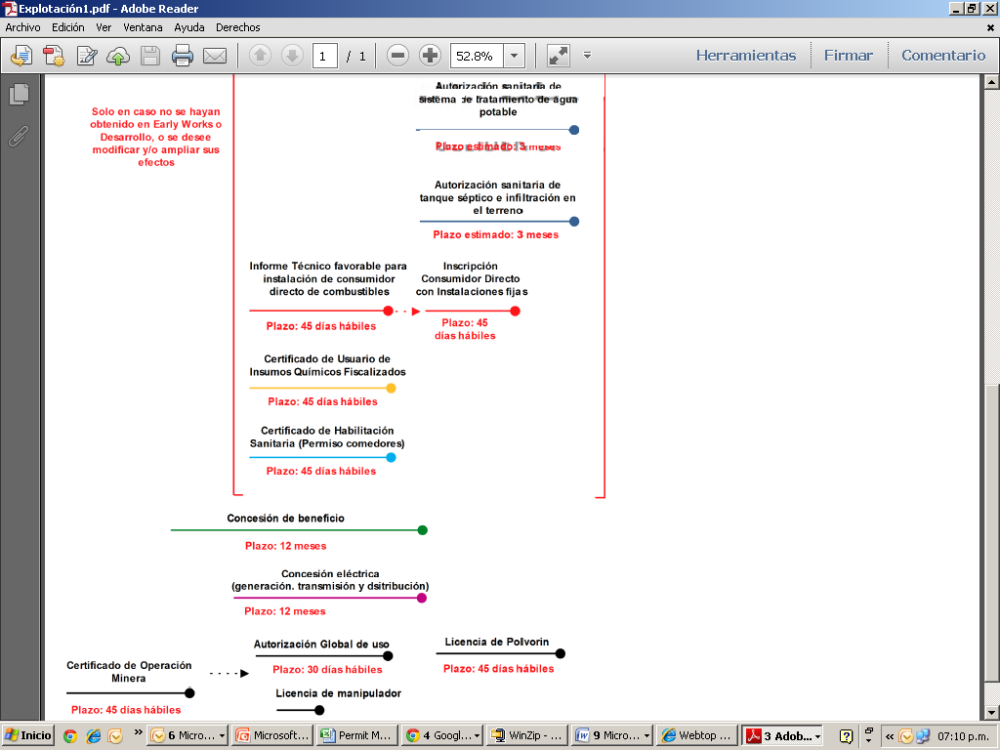 Explotación1.pdf - Adobe Reader
Archivo Edición Ver Ventana Ayuda Derechos
1 / 1 52.8% Herramientas Firmar Comentario
Solo en caso no se hayan
obtenido en Early Works o
Desarrollo, o se desee
modificar y/o ampliar sus
efectos
Autorización sanitaria de
sistema de tratamiento de agua
potable
Plazo estimado: 3 meses
Autorización sanitaria de
tanque séptico e infiltración en
el terreno
Plazo estimado: 3 meses
Informe Técnico favorable para
instalación de consumidor
directo de combustibles
Plazo: 45 días hábiles
Inscripción
Consumidor Directo
con Instalaciones fijas
Plazo: 45
días hábiles
Certificado de Usuario de
Insumos Químicos Fiscalizados
Plazo: 45 días hábiles
Certificado de Habilitación
Sanitaria (Permiso comedores)
Plazo: 45 días hábiles
Concesión de beneficio
Plazo: 12 meses
Concesión eléctrica
(generación. transmisión y dsitribución)
Plazo: 12 meses
Certificado de Operación
Minera
Plazo: 45 días hábiles
Autorización Global de uso
Plazo: 30 días hábiles
Licencia de manipulador
Licencia de Polvorin
Plazo: 45 días hábiles
Inicio » 6 Micro... Microsoft... Permit M... 4 Googl... WinZip - ... 9 Micro... Webtop ... 3 Adob... « 07:10 p.m.